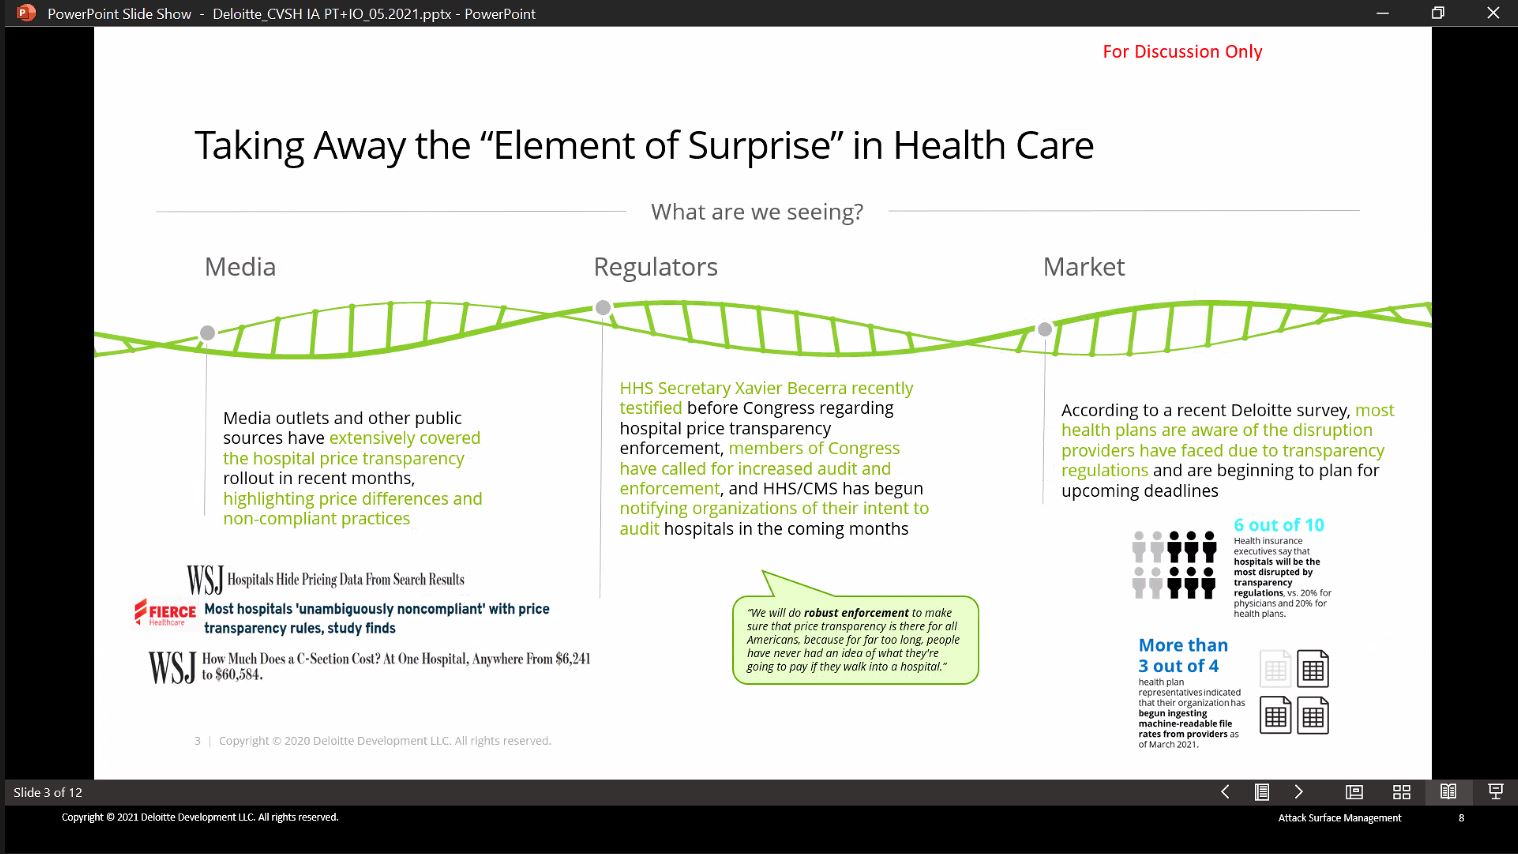 PowerPoint Slide Show - Deloitte_CVSH IA PT+IO_05.2021.pptx - PowerPoint
For Discussion Only
Taking Away the “Element of Surprise” in Health Care
What are we seeing?
Media
Regulators
Market
Media outlets and other public
sources have extensively covered
the hospital price transparency
rollout in recent months,
highlighting price differences and
non-compliant practices
WSJ Hospitals Hide Pricing Data From Search Results
FIERCE Healthcare Most hospitals 'unambiguously noncompliant' with price
transparency rules, study finds
WSJ How Much Does a C-Section Cost? At One Hospital, Anywhere From $6,241
to $60,584.
HHS Secretary Xavier Becerra recently
testified before Congress regarding
hospital price transparency
enforcement, members of Congress
have called for increased audit and
enforcement, and HHS/CMS has begun
notifying organizations of their intent to
audit hospitals in the coming months
“We will do robust enforcement to make
sure that price transparency is there for all
Americans, because for far too long, people
have never had an idea of what they're
going to pay if they walk into a hospital.”
According to a recent Deloitte survey, most
health plans are aware of the disruption
providers have faced due to transparency
regulations and are beginning to plan for
upcoming deadlines
6 out of 10
Health insurance
executives say that
hospitals will be the
most disrupted by
transparency
regulations, vs. 20% for
physicians and 20% for
health plans.
More than
3 out of 4
health plan
representatives indicated
that their organization has
begun ingesting
machine-readable file
rates from providers as
of March 2021.
3 | Copyright © 2020 Deloitte Development LLC. All rights reserved.
Slide 3 of 12
Copyright © 2021 Deloitte Development LLC. All rights reserved.
Attack Surface Management 8